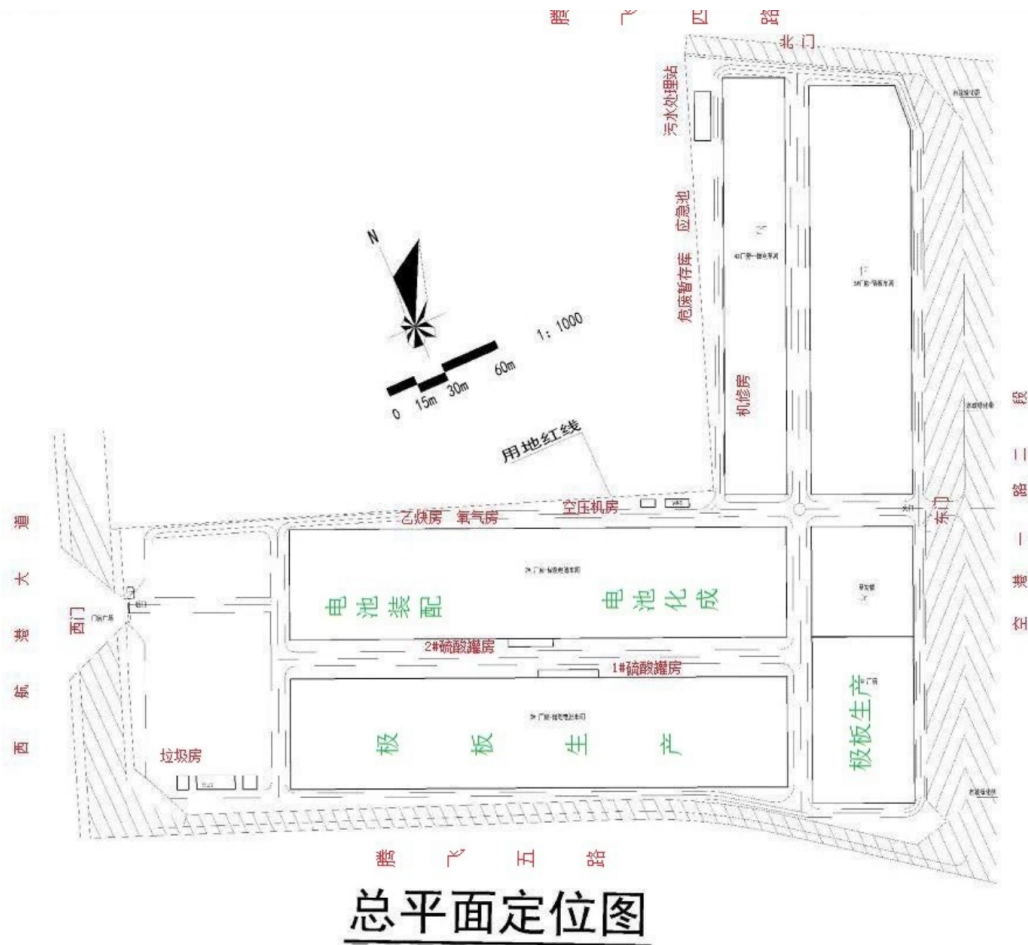 腾飞四路
北门
污水处理站
应急池
危废暂存库
机修房
N
1: 1000
0 15m 30m 60m
用地红线
乙炔房 氧气房 空压机房
东门
电池装配 电池化成
2#硫酸罐房
1#硫酸罐房
西门
极板生产
极板生产
垃圾房
西航港大道
空港一路二段
腾飞五路
总平面定位图